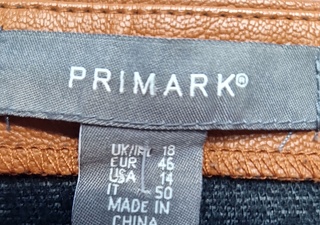 PRIMARK®
UK/IRL 18
EUR 46
USA 14
IT 50
MADE IN
CHINA